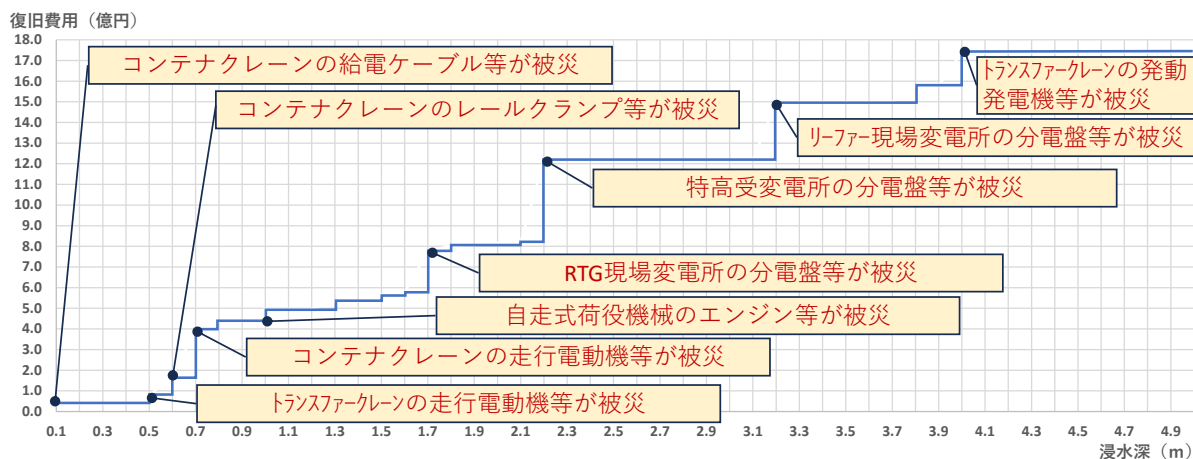 復旧費用（億円）
18.0
17.0
16.0
15.0
14.0
13.0
12.0
11.0
10.0
9.0
8.0
7.0
6.0
5.0
4.0
3.0
2.0
1.0
0.0
コンテナクレーンの給電ケーブル等が被災
コンテナクレーンのレールクランプ等が被災
ﾄﾗﾝｽﾌｧｰｸﾚｰﾝの発動
発電機等が被災
ﾘｰﾌｧｰ現場変電所の分電盤等が被災
特高受変電所の分電盤等が被災
RTG現場変電所の分電盤等が被災
自走式荷役機械のエンジン等が被災
コンテナクレーンの走行電動機等が被災
ﾄﾗﾝｽﾌｧｰｸﾚｰﾝの走行電動機等が被災
0.1 0.3 0.5 0.7 0.9 1.1 1.3 1.5 1.7 1.9 2.1 2.3 2.5 2.7 2.9 3.1 3.3 3.5 3.7 3.9 4.1 4.3 4.5 4.7 4.9
浸水深（m）